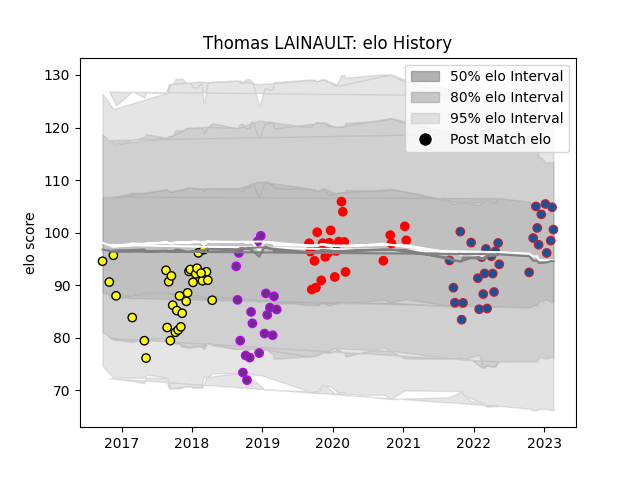 Thomas LAINAULT: elo History
50% elo Interval
80% elo Interval
95% elo Interval
Post Match elo
elo score
130
120
110
100
90
80
70
2017 2018 2019 2020 2021 2022 2023